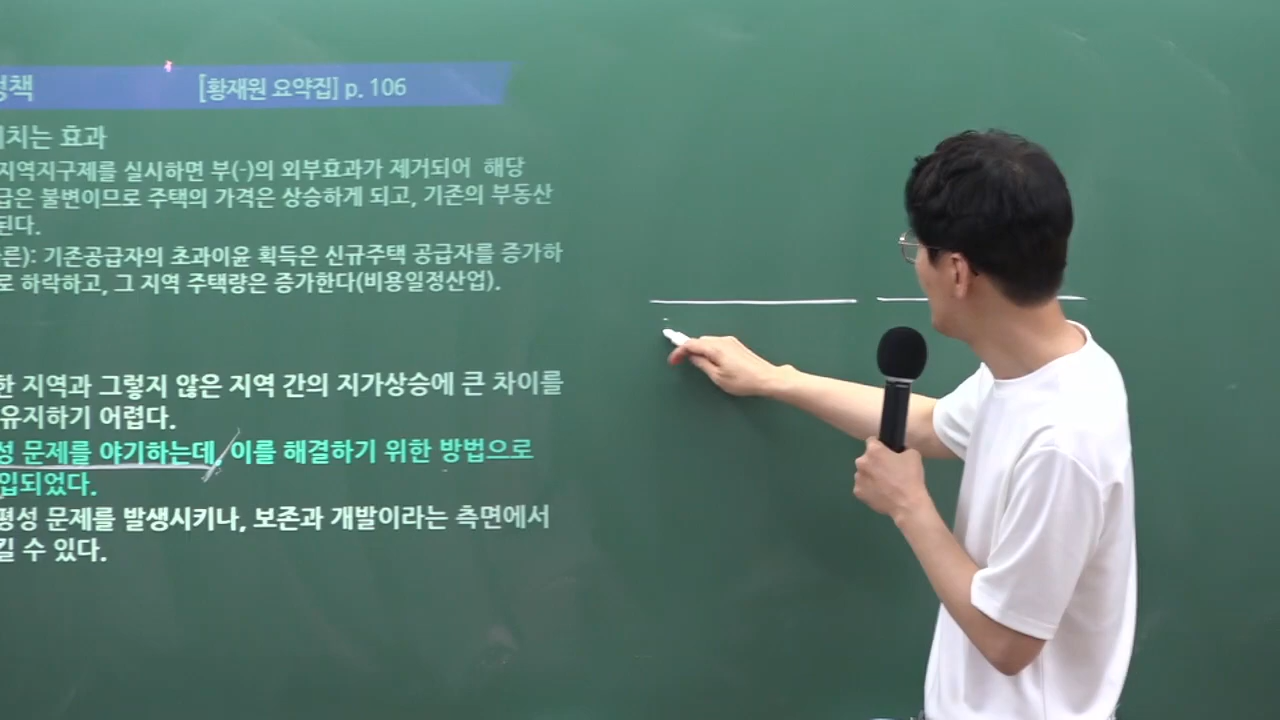 정책 [황재원 요약집] p. 106
미치는 효과
지역지구제를 실시하면 부(-)의 외부효과가 제거되어 해당
급은 불변이므로 주택의 가격은 상승하게 되고, 기존의 부동산
된다.
른): 기존공급자의 초과이윤 획득은 신규주택 공급자를 증가하
로 하락하고, 그 지역 주택량은 증가한다(비용일정산업).
한 지역과 그렇지 않은 지역 간의 지가상승에 큰 차이를
유지하기 어렵다.
성 문제를 야기하는데, 이를 해결하기 위한 방법으로
입되었다.
평성 문제를 발생시키나, 보존과 개발이라는 측면에서
킬 수 있다.